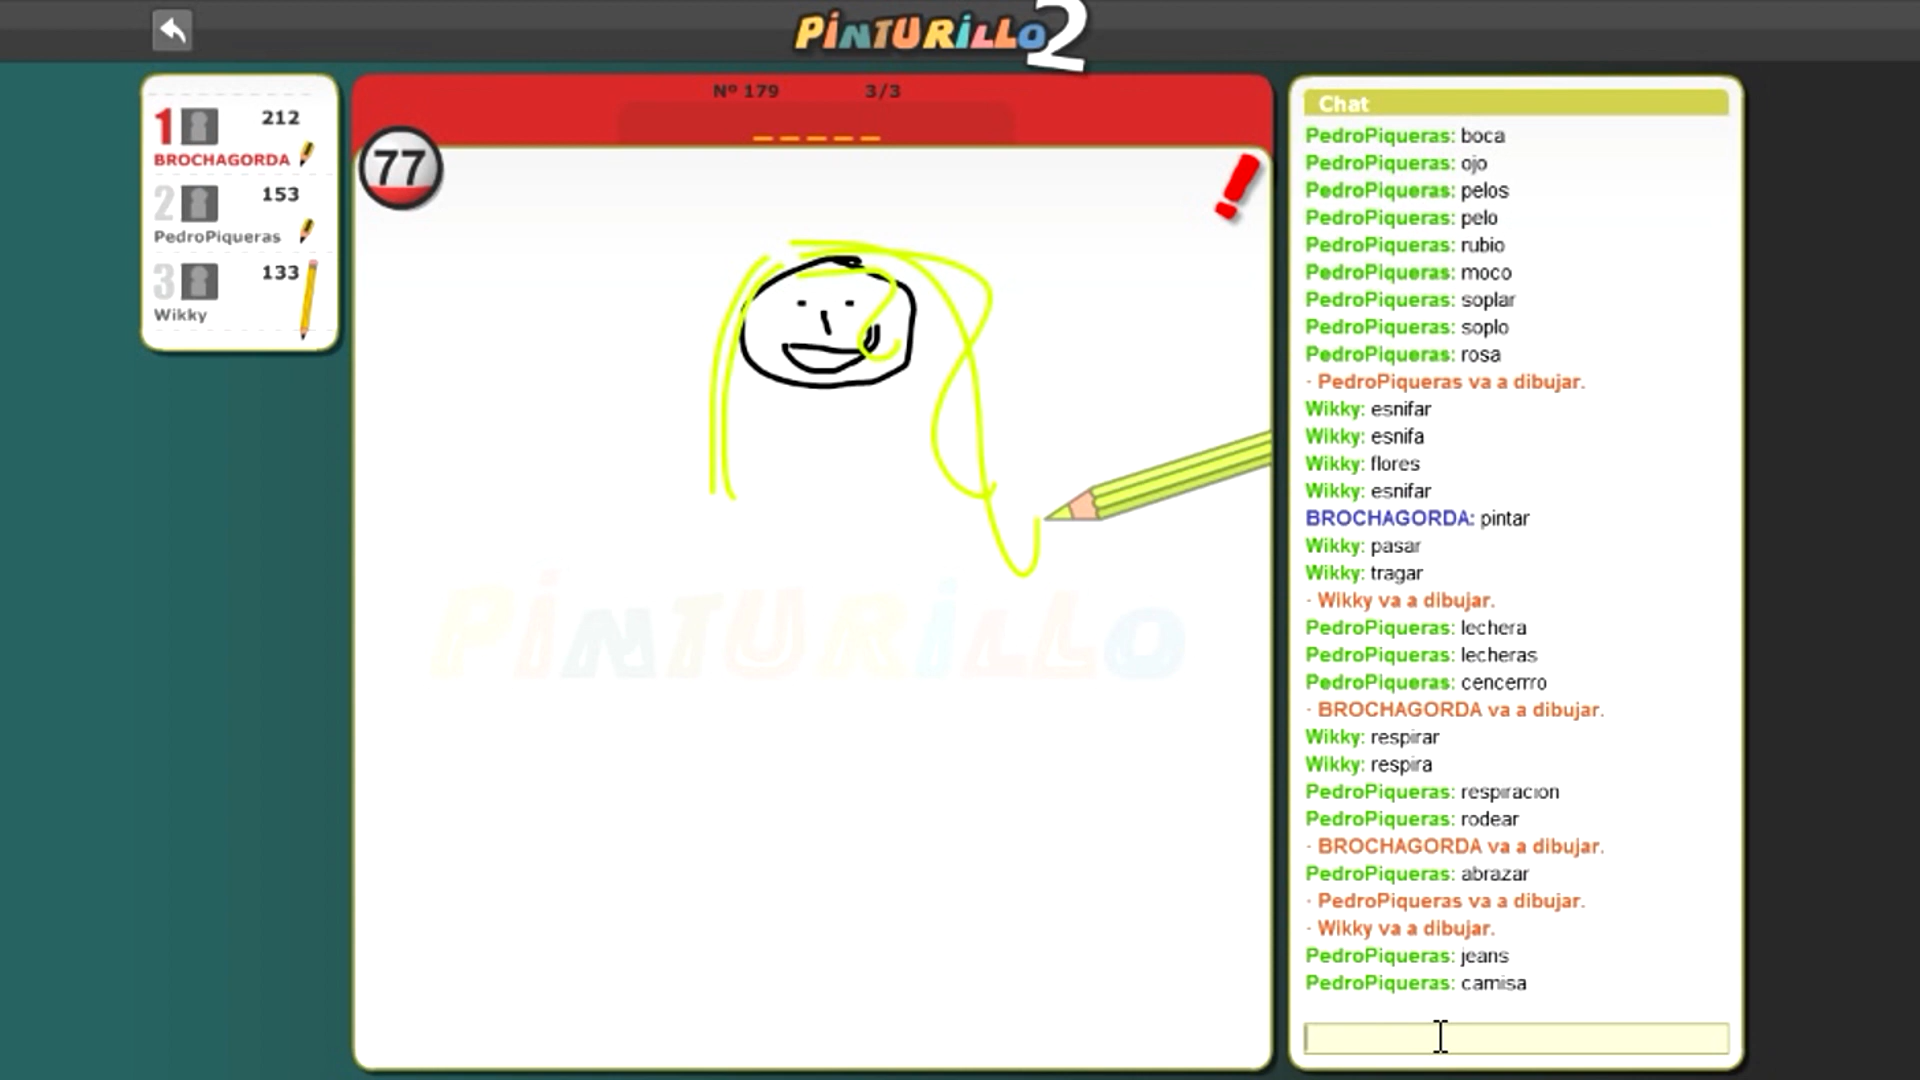 PINTURILLO 2
1 212
BROCHAGORDA
2 153
PedroPiqueras
3 133
Wikky
Nº 179 3/3
_ _ _ _ _
77
!
PINTURILLO
Chat
PedroPiqueras: boca
PedroPiqueras: ojo
PedroPiqueras: pelos
PedroPiqueras: pelo
PedroPiqueras: rubio
PedroPiqueras: moco
PedroPiqueras: soplar
PedroPiqueras: soplo
PedroPiqueras: rosa
· PedroPiqueras va a dibujar.
Wikky: esnifar
Wikky: esnifa
Wikky: flores
Wikky: esnifar
BROCHAGORDA: pintar
Wikky: pasar
Wikky: tragar
· Wikky va a dibujar.
PedroPiqueras: lechera
PedroPiqueras: lecheras
PedroPiqueras: cencerrro
· BROCHAGORDA va a dibujar.
Wikky: respirar
Wikky: respira
PedroPiqueras: respiracion
PedroPiqueras: rodear
· BROCHAGORDA va a dibujar.
PedroPiqueras: abrazar
· PedroPiqueras va a dibujar.
· Wikky va a dibujar.
PedroPiqueras: jeans
PedroPiqueras: camisa